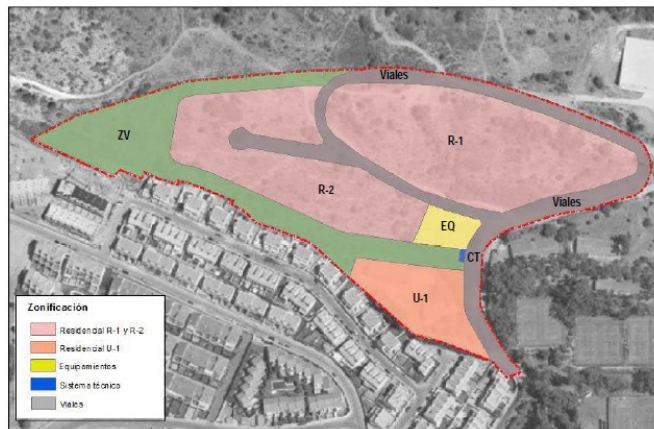 Viales
ZV
R-1
R-2
Viales
EQ
CT
U-1
Zonificación
Residencial R-1 y R-2
Residencial U-1
Equipamientos
Sistema técnico
Viales